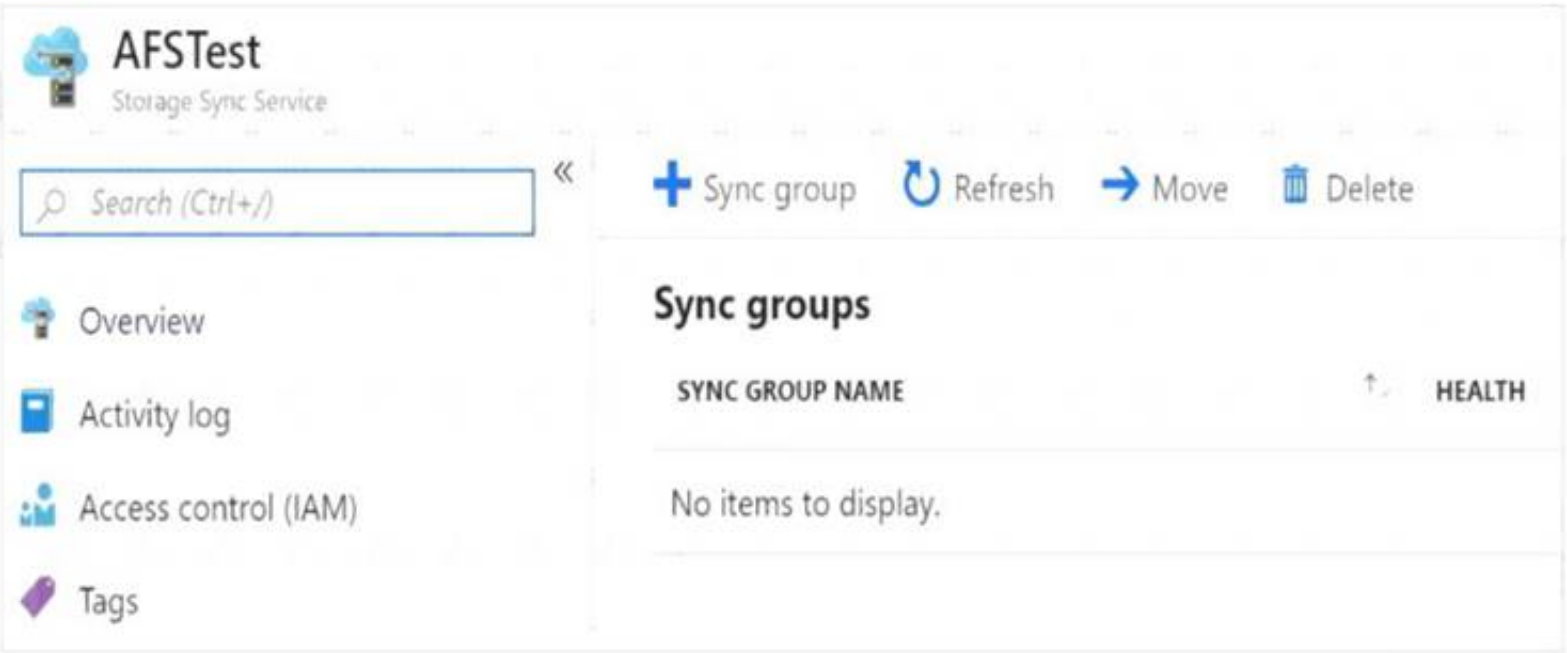 AFSTest
Storage Sync Service
Search (Ctrl+/)
«
Sync group Refresh Move Delete
Overview
Activity log
Access control (IAM)
Tags
Sync groups
SYNC GROUP NAME HEALTH
No items to display.